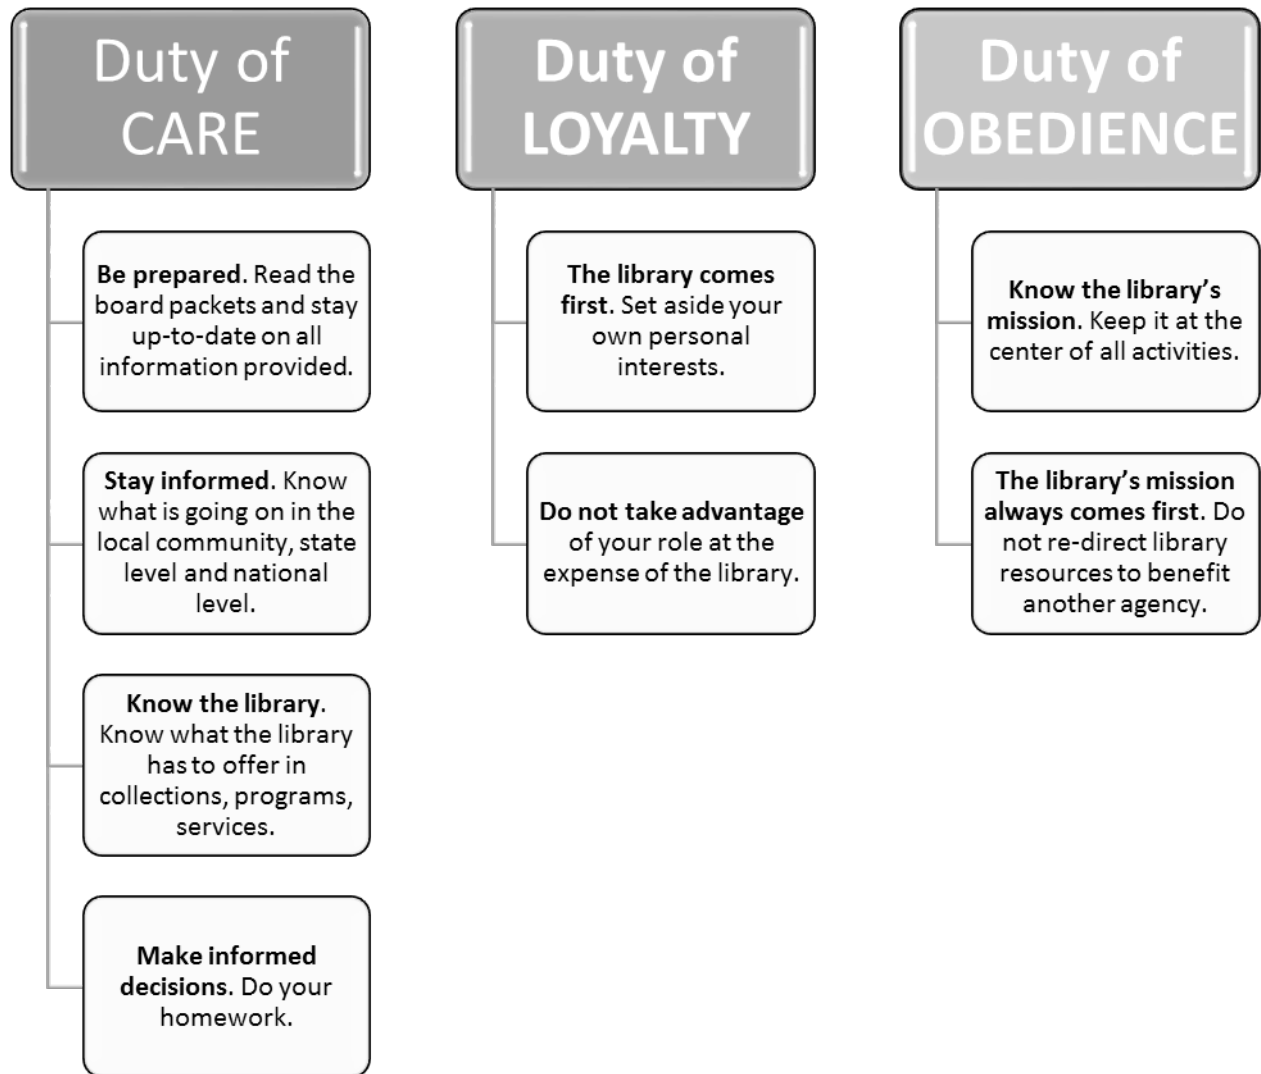 Duty of
CARE
Be prepared. Read the
board packets and stay
up-to-date on all
information provided.
Stay informed. Know
what is going on in the
local community, state
level and national
level.
Know the library.
Know what the library
has to offer in
collections, programs,
services.
Make informed
decisions. Do your
homework.
Duty of
LOYALTY
The library comes
first. Set aside your
own personal
interests.
Do not take advantage
of your role at the
expense of the library.
Duty of
OBEDIENCE
Know the library’s
mission. Keep it at the
center of all activities.
The library’s mission
always comes first. Do
not re-direct library
resources to benefit
another agency.